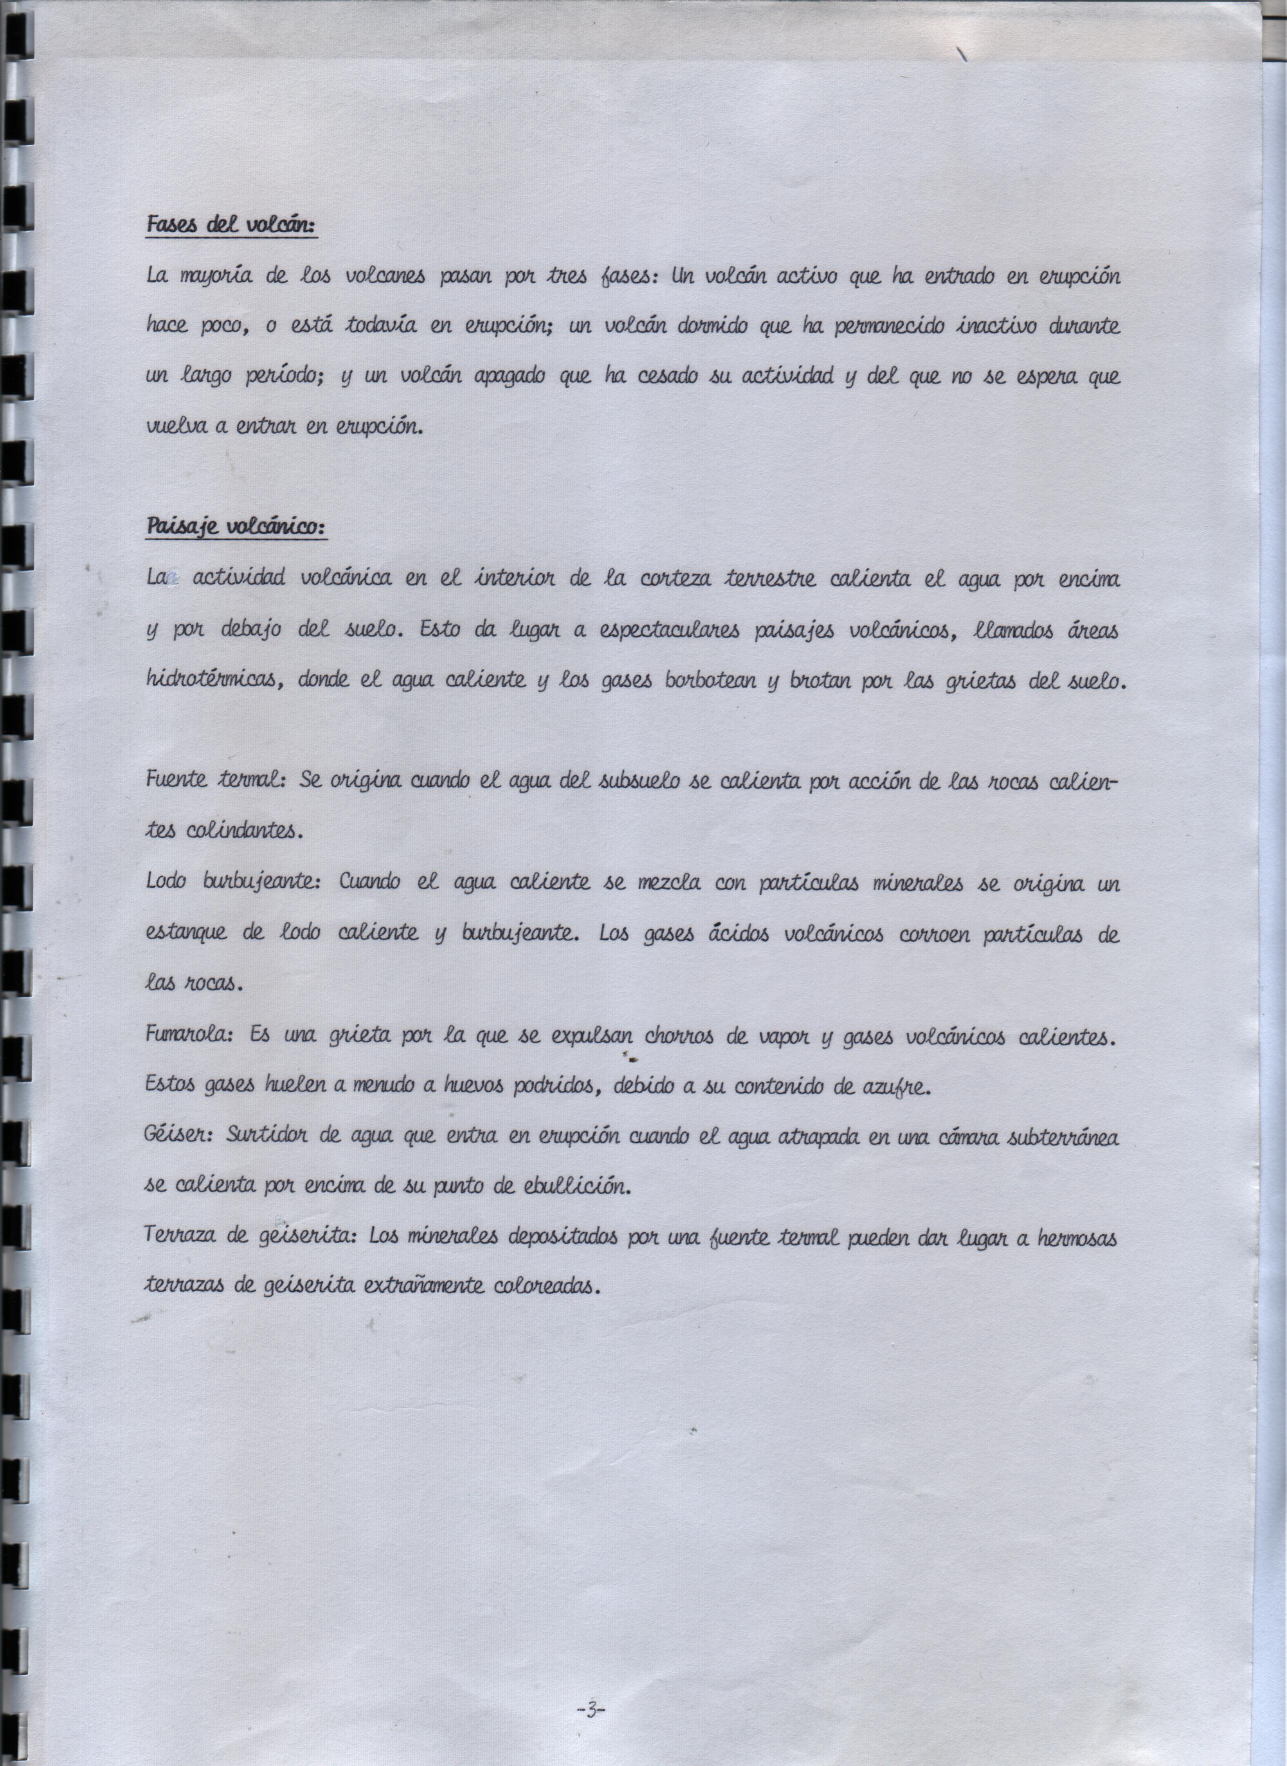 Fases del volcán:
La mayoría de los volcanes pasan por tres fases: Un volcán activo que ha entrado en erupción
hace poco, o está todavía en erupción; un volcán dormido que ha permanecido inactivo durante
un largo período; y un volcán apagado que ha cesado su actividad y del que no se espera que
vuelva a entrar en erupción.
Paisaje volcánico:
La actividad volcánica en el interior de la corteza terrestre calienta el agua por encima
y por debajo del suelo. Esto da lugar a espectaculares paisajes volcánicos, llamados áreas
hidrotérmicas, donde el agua caliente y los gases borbotean y brotan por las grietas del suelo.
Fuente termal: Se origina cuando el agua del subsuelo se calienta por acción de las rocas calien-
tes colindantes.
Lodo burbujeante: Cuando el agua caliente se mezcla con partículas minerales se origina un
estanque de lodo caliente y burbujeante. Los gases ácidos volcánicos corroen partículas de
las rocas.
Fumarola: Es una grieta por la que se expulsan chorros de vapor y gases volcánicos calientes.
Estos gases huelen a menudo a huevos podridos, debido a su contenido de azufre.
Géiser: Surtidor de agua que entra en erupción cuando el agua atrapada en una cámara subterránea
se calienta por encima de su punto de ebullición.
Terraza de geiserita: Los minerales depositados por una fuente termal pueden dar lugar a hermosas
terrazas de geiserita extrañamente coloreadas.
-3-